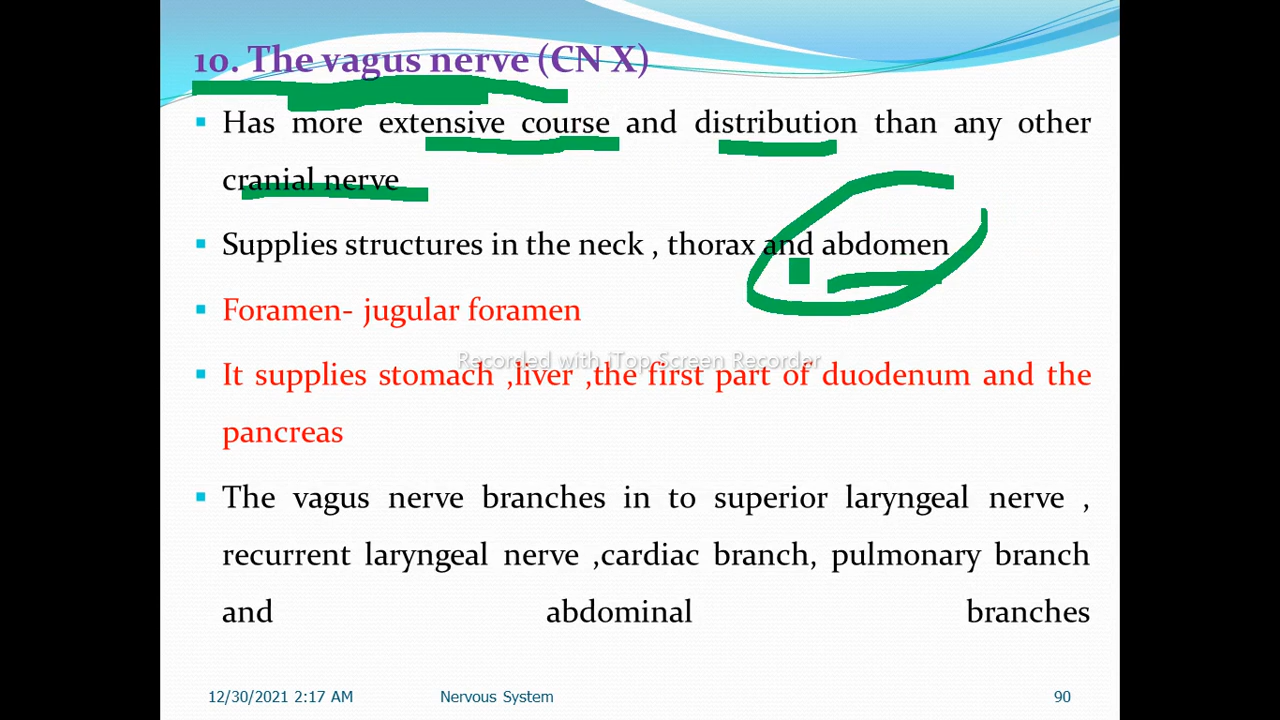 10. The vagus nerve (CN X)
Has more extensive course and distribution than any other
cranial nerve
Supplies structures in the neck , thorax and abdomen
Foramen- jugular foramen
Recorded with iTop Screen Recorder
It supplies stomach ,liver ,the first part of duodenum and the
pancreas
The vagus nerve branches in to superior laryngeal nerve ,
recurrent laryngeal nerve ,cardiac branch, pulmonary branch
and abdominal branches
12/30/2021 2:17 AM Nervous System 90